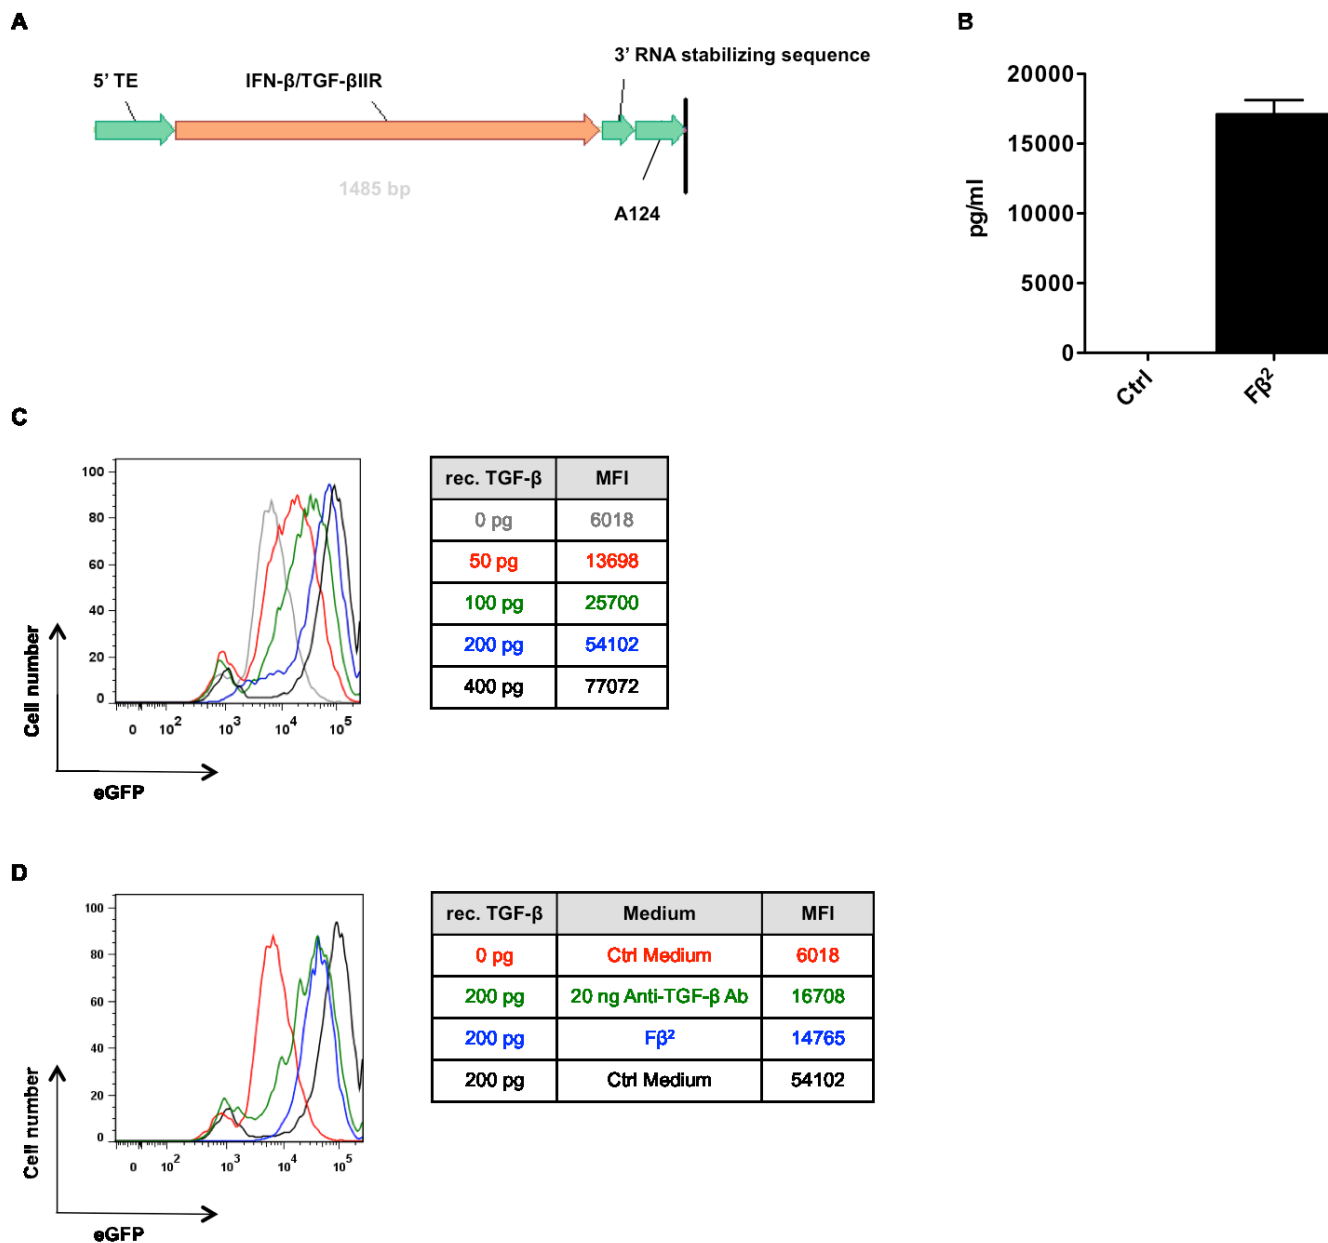 A
B
3’ RNA stabilizing sequence
5’ TE
IFN-β/TGF-βIIR
1485 bp
A124
20000
15000
10000
5000
0
pg/ml
Ctrl
Fβ²
C
100
80
60
40
20
0
0 10² 10³ 10⁴ 10⁵
Cell number
eGFP
rec. TGF-β MFI
0 pg 6018
50 pg 13698
100 pg 25700
200 pg 54102
400 pg 77072
D
100
80
60
40
20
0
0 10² 10³ 10⁴ 10⁵
Cell number
eGFP
rec. TGF-β Medium MFI
0 pg Ctrl Medium 6018
200 pg 20 ng Anti-TGF-β Ab 16708
200 pg Fβ² 14765
200 pg Ctrl Medium 54102